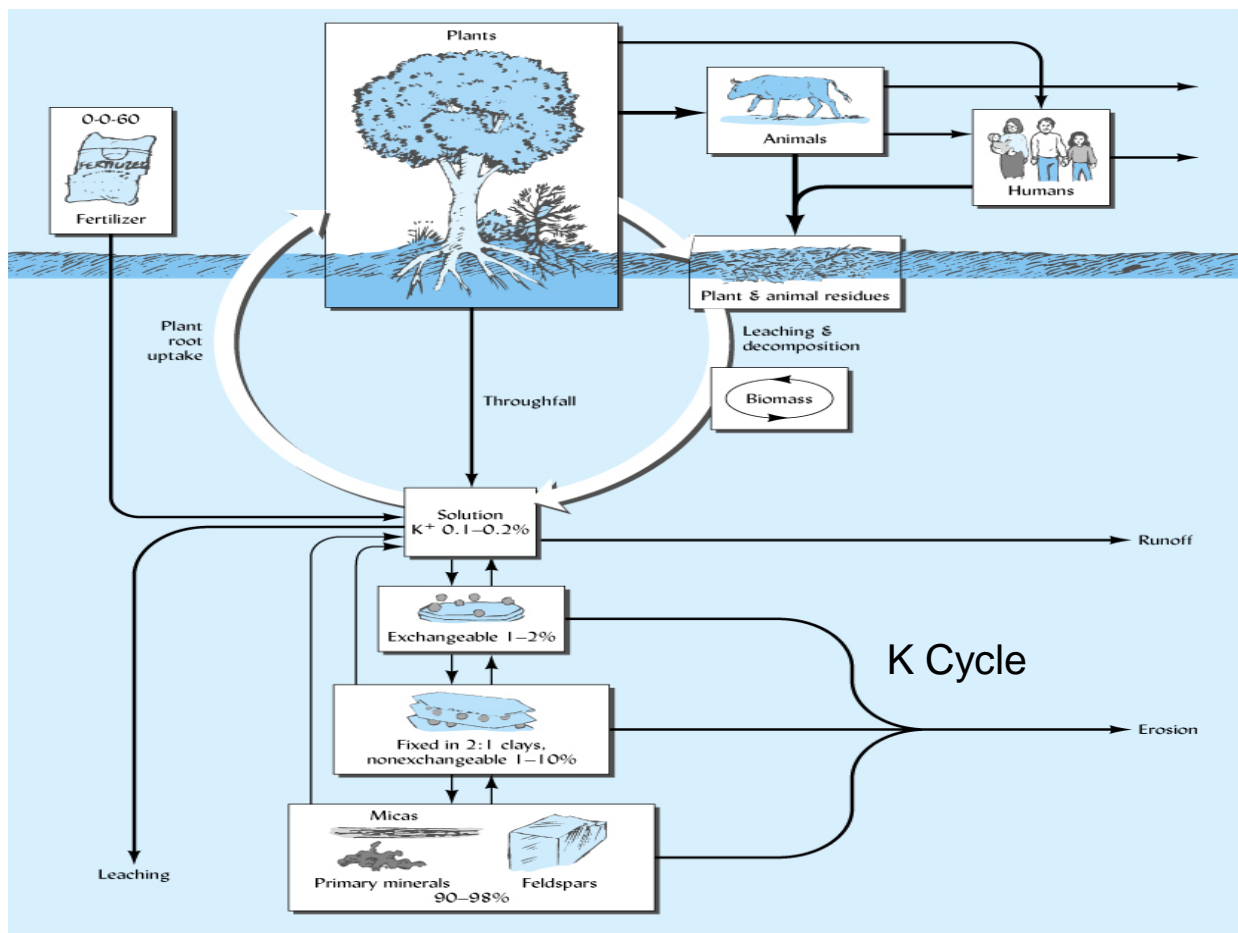 Plants
0-0-60
FERTILIZER
Fertilizer
Animals
Humans
Plant & animal residues
Plant
root
uptake
Leaching &
decomposition
Biomass
Throughfall
Solution
K⁺ 0.1–0.2%
Runoff
Exchangeable 1–2%
K Cycle
Fixed in 2:1 clays,
nonexchangeable 1–10%
Erosion
Micas
Primary minerals
Feldspars
90–98%
Leaching